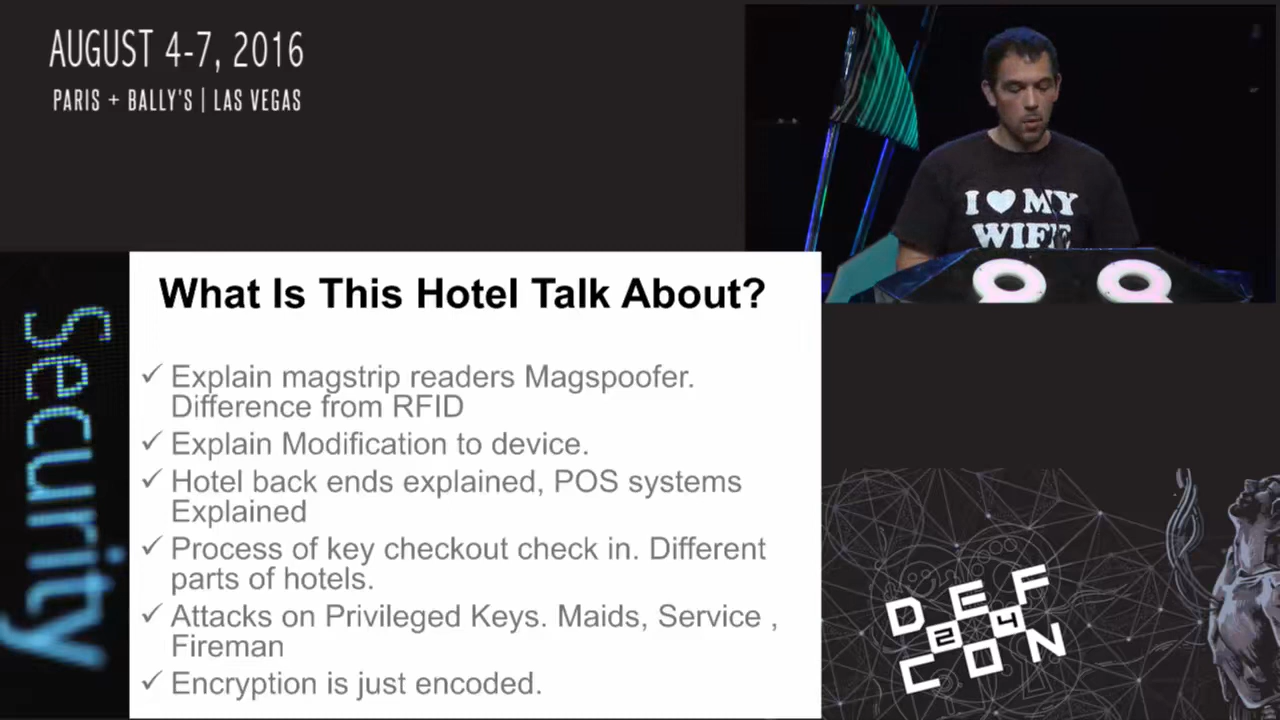 AUGUST 4-7, 2016
PARIS + BALLY'S | LAS VEGAS
I ♥ MY
WIFE
Security
What Is This Hotel Talk About?
✓ Explain magstrip readers Magspoofer.
Difference from RFID
✓ Explain Modification to device.
✓ Hotel back ends explained, POS systems
Explained
✓ Process of key checkout check in. Different
parts of hotels.
✓ Attacks on Privileged Keys. Maids, Service ,
Fireman
✓ Encryption is just encoded.
DEF
24
CON